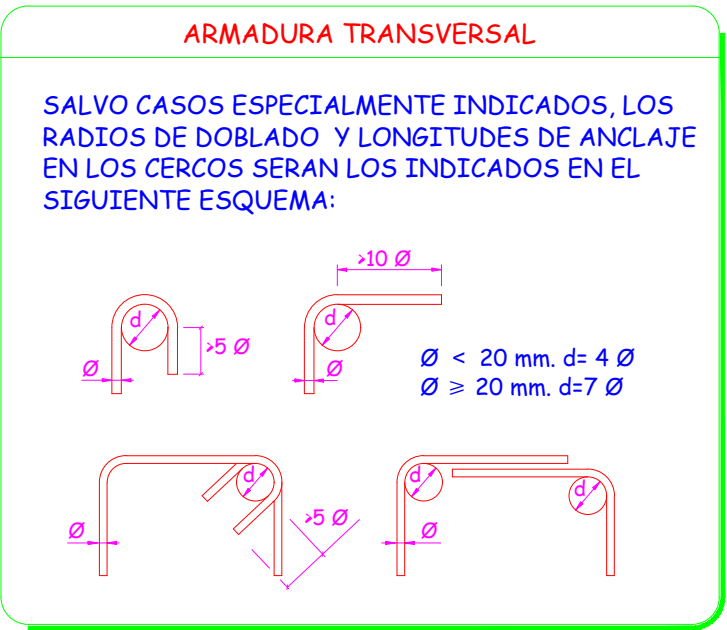 ARMADURA TRANSVERSAL
SALVO CASOS ESPECIALMENTE INDICADOS, LOS
RADIOS DE DOBLADO Y LONGITUDES DE ANCLAJE
EN LOS CERCOS SERAN LOS INDICADOS EN EL
SIGUIENTE ESQUEMA:
>10 Ø
d
d
>5 Ø
Ø
Ø
Ø < 20 mm. d= 4 Ø
Ø ≥ 20 mm. d=7 Ø
d
d
d
>5 Ø
Ø
Ø